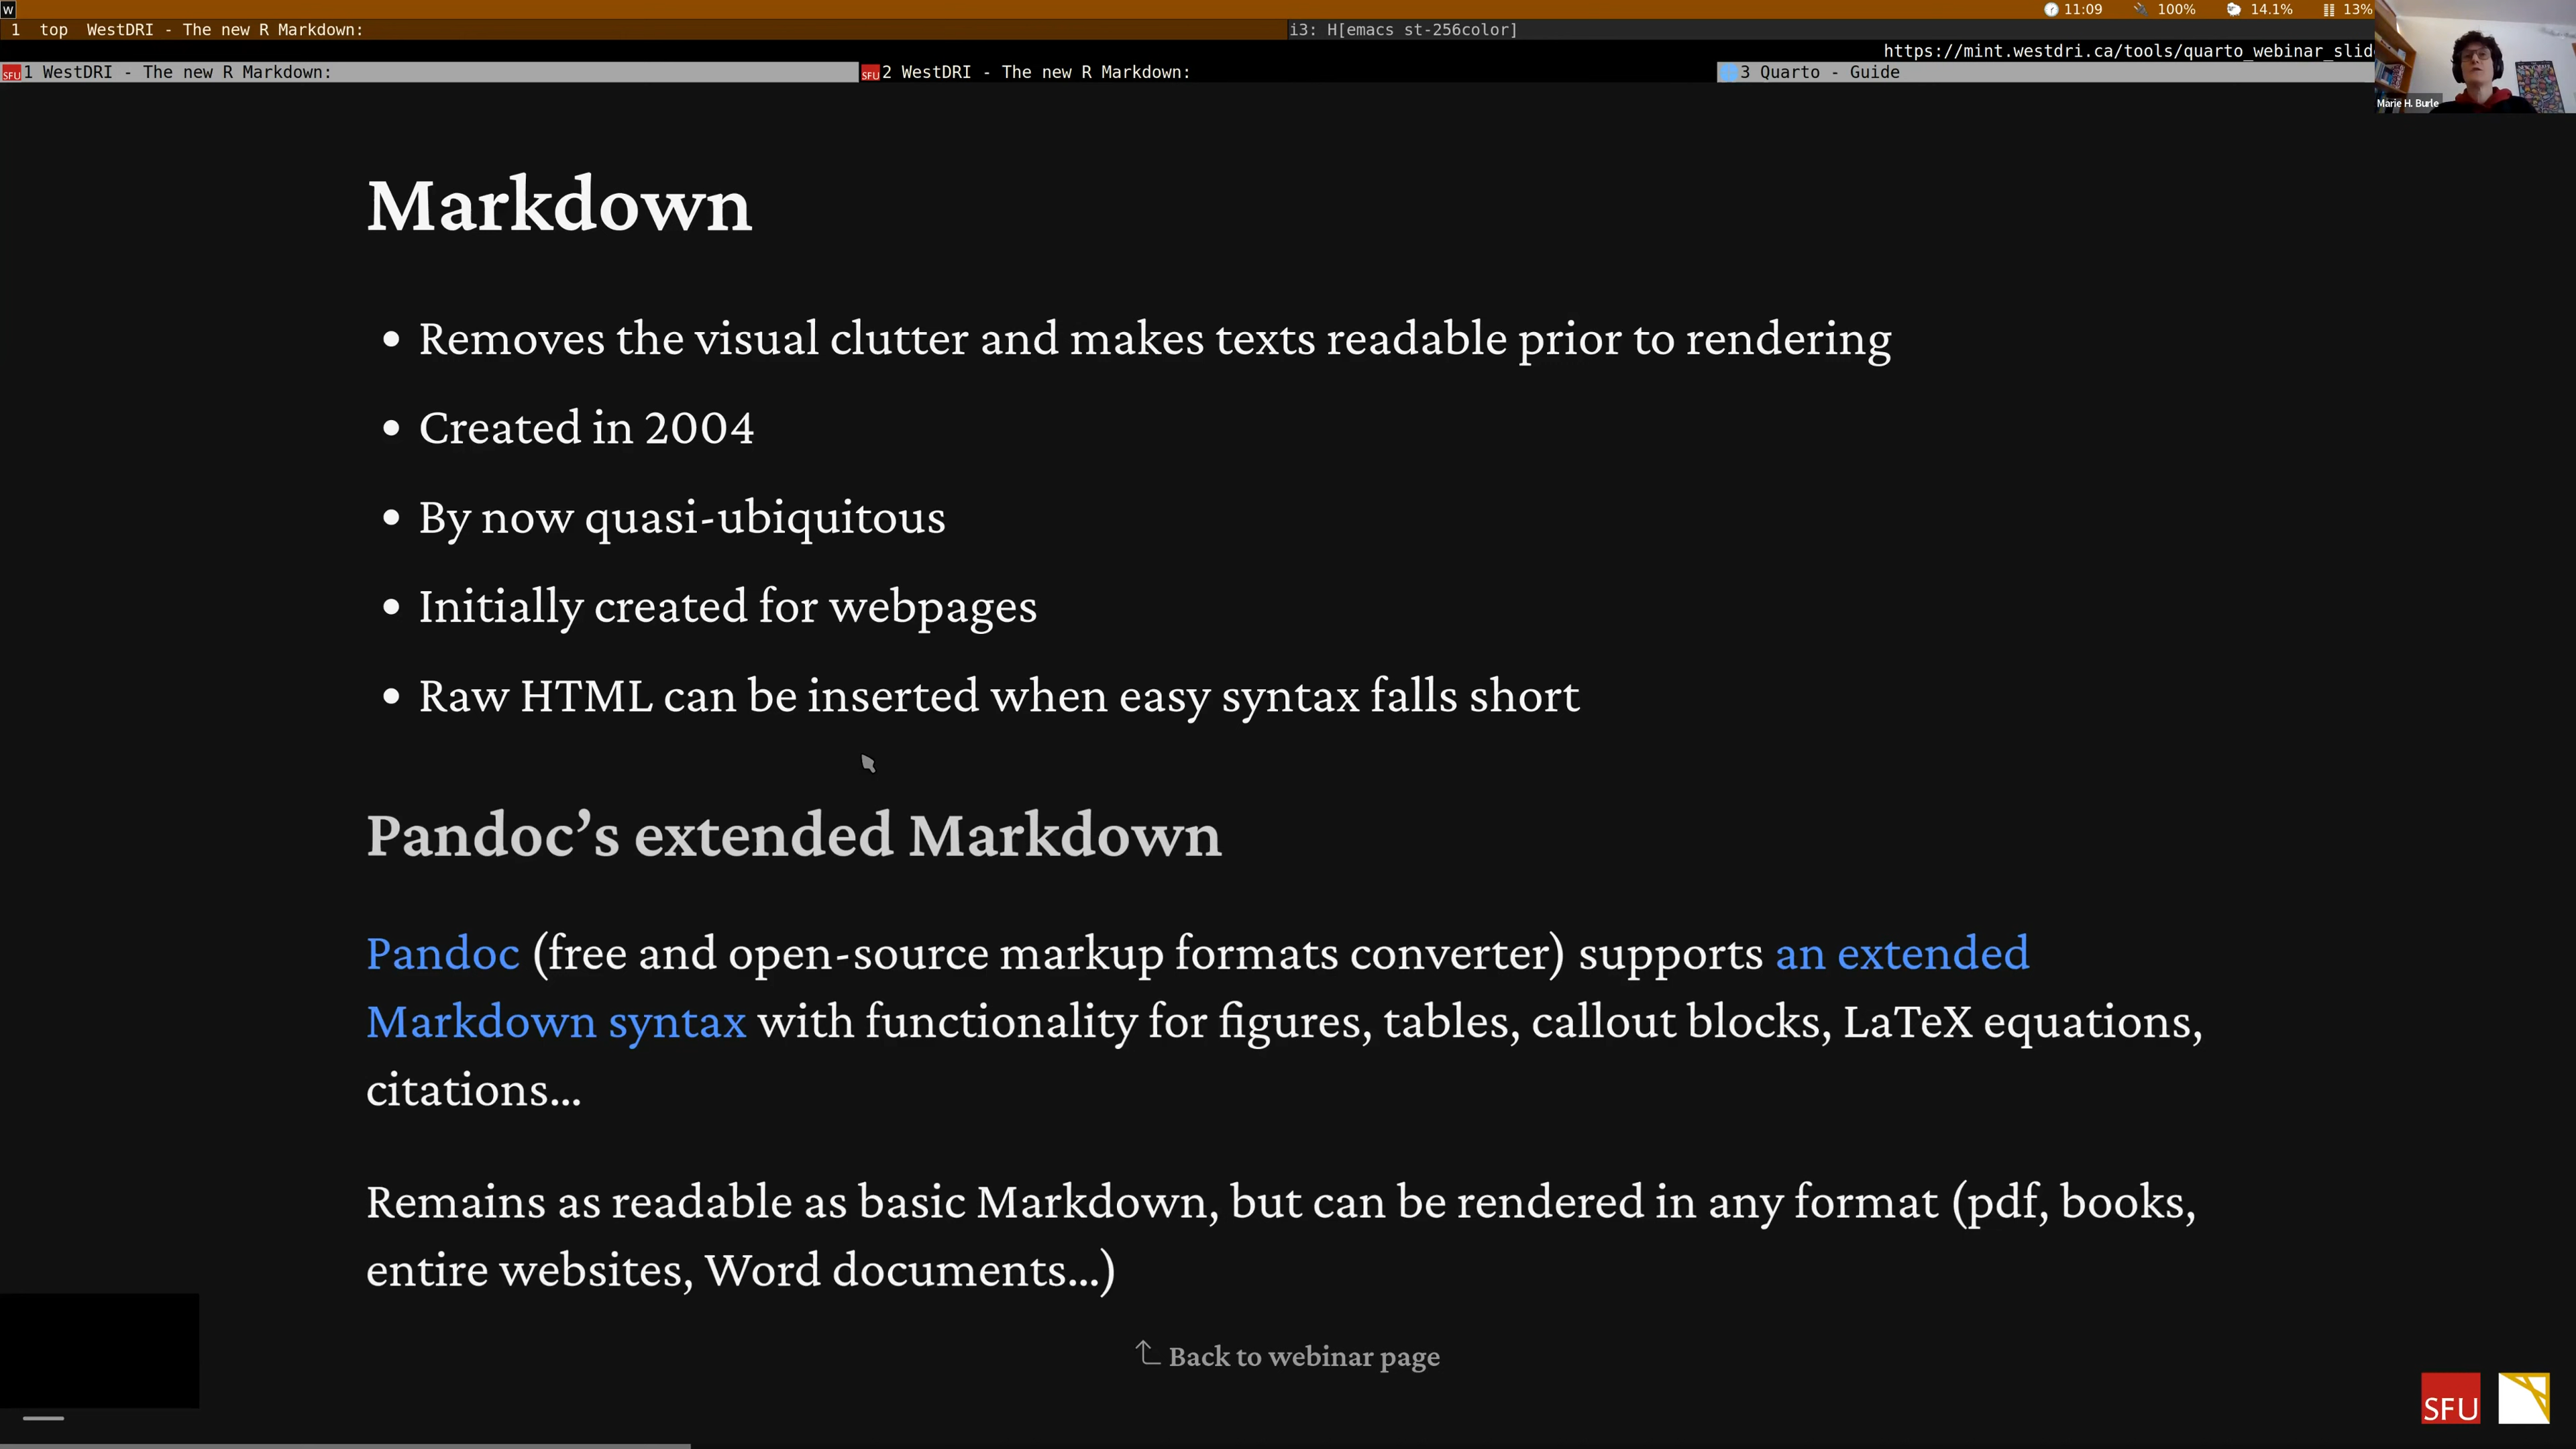 W
11:09 100% 14.1% 13%
1 top WestDRI - The new R Markdown:
i3: H[emacs st-256color]
https://mint.westdri.ca/tools/quarto_webinar_slid
SFU 1 WestDRI - The new R Markdown:
SFU 2 WestDRI - The new R Markdown:
3 Quarto - Guide
Marie H. Burle
Markdown
• Removes the visual clutter and makes texts readable prior to rendering
• Created in 2004
• By now quasi-ubiquitous
• Initially created for webpages
• Raw HTML can be inserted when easy syntax falls short
Pandoc’s extended Markdown
Pandoc (free and open-source markup formats converter) supports an extended
Markdown syntax with functionality for figures, tables, callout blocks, LaTeX equations,
citations…
Remains as readable as basic Markdown, but can be rendered in any format (pdf, books,
entire websites, Word documents…)
Back to webinar page
SFU